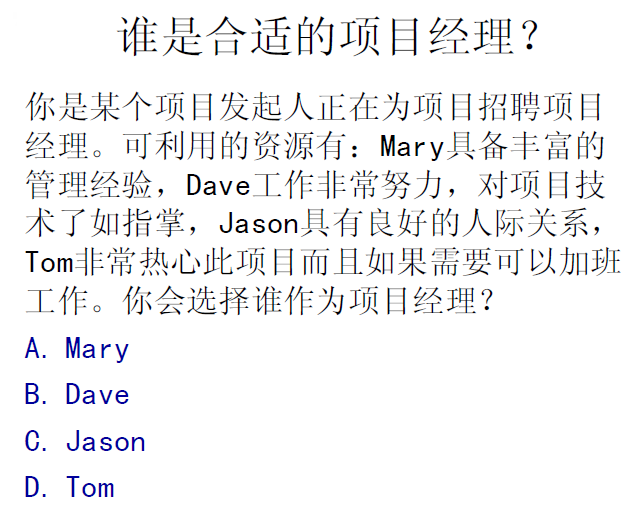 谁是合适的项目经理？
你是某个项目发起人正在为项目招聘项目
经理。可利用的资源有：Mary具备丰富的
管理经验，Dave工作非常努力，对项目技
术了如指掌，Jason具有良好的人际关系，
Tom非常热心此项目而且如果需要可以加班
工作。你会选择谁作为项目经理？
A. Mary
B. Dave
C. Jason
D. Tom